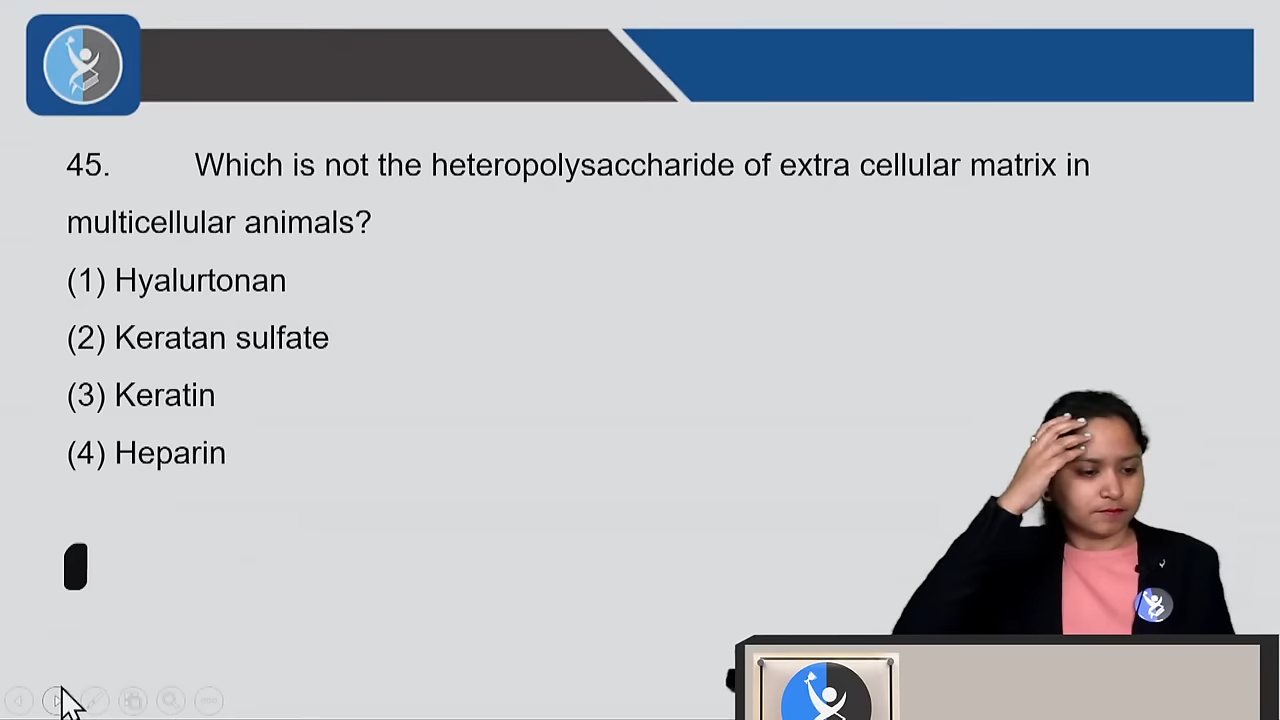 45. Which is not the heteropolysaccharide of extra cellular matrix in
multicellular animals?
(1) Hyalurtonan
(2) Keratan sulfate
(3) Keratin
(4) Heparin